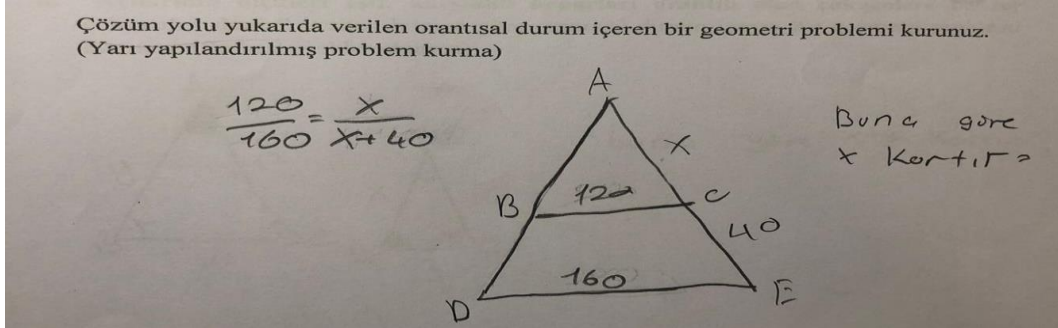 Çözüm yolu yukarıda verilen orantısal durum içeren bir geometri problemi kurunuz.
(Yarı yapılandırılmış problem kurma)
120/160 = x/x+40
A
x
B 120 C
40
160
D E
Buna göre
x kaçtır?